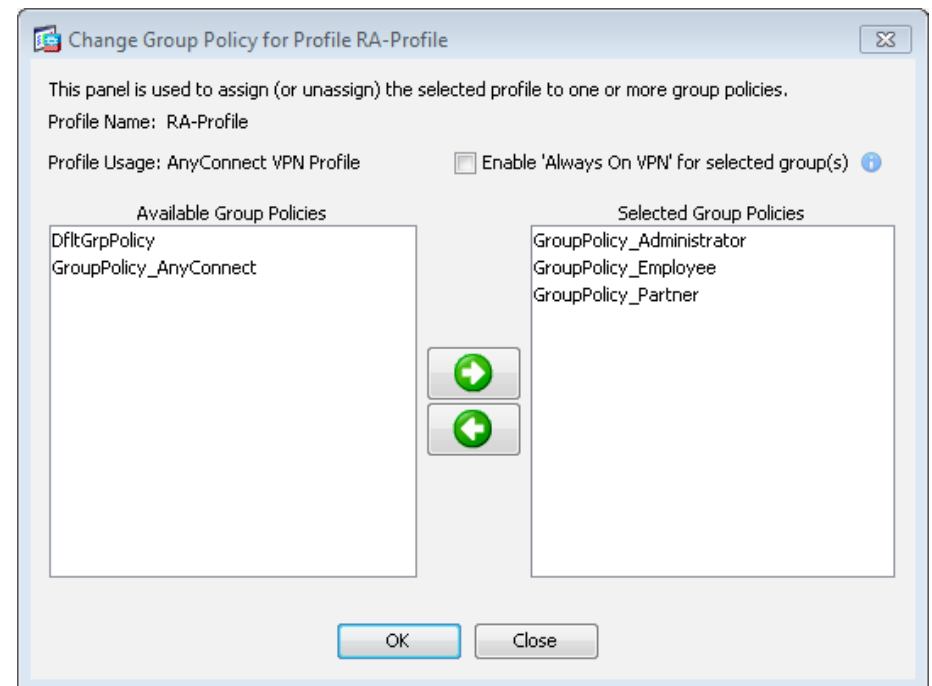 Change Group Policy for Profile RA-Profile
This panel is used to assign (or unassign) the selected profile to one or more group policies.
Profile Name: RA-Profile
Profile Usage: AnyConnect VPN Profile
Enable 'Always On VPN' for selected group(s)
Available Group Policies
DfltGrpPolicy
GroupPolicy_AnyConnect
Selected Group Policies
GroupPolicy_Administrator
GroupPolicy_Employee
GroupPolicy_Partner
OK
Close